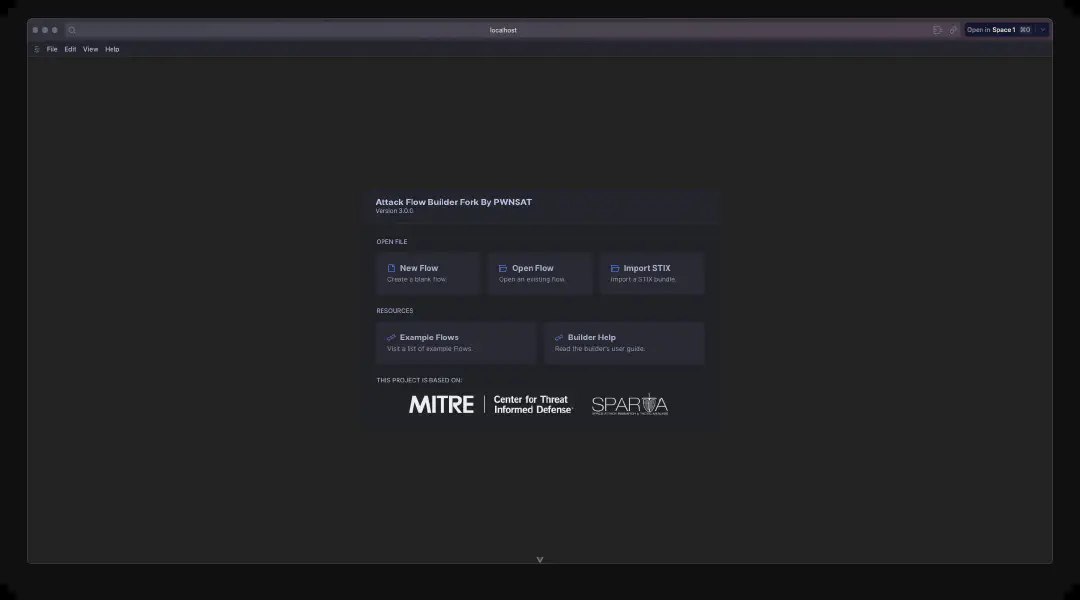 localhost
Open in Space 1 ⌘O
File Edit View Help
Attack Flow Builder Fork By PWNSAT
Version 3.0.0
OPEN FILE
New Flow Open Flow Import STIX
Create a blank flow. Open an existing flow. Import a STIX bundle.
RESOURCES
Example Flows Builder Help
Visit a list of example Flows. Read the builder's user guide.
THIS PROJECT IS BASED ON:
MITRE Center for Threat
Informed Defense
SPARTA